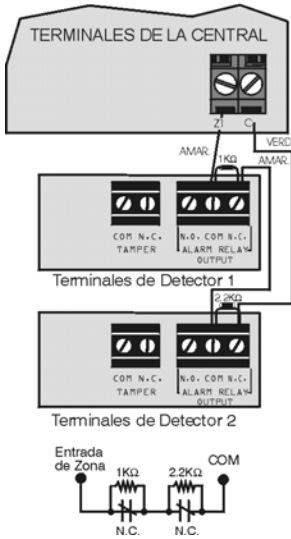 TERMINALES DE LA CENTRAL
Z1 C
VERD
AMAR.
1KΩ
AMAR.
COM N.C.
TAMPER
N.O. COM N.C.
ALARM RELAY
OUTPUT
Terminales de Detector 1
2.2KΩ
COM N.C.
TAMPER
N.O. COM N.C.
ALARM RELAY
OUTPUT
Terminales de Detector 2
Entrada
de Zona
1KΩ
2.2KΩ
COM
N.C.
N.C.